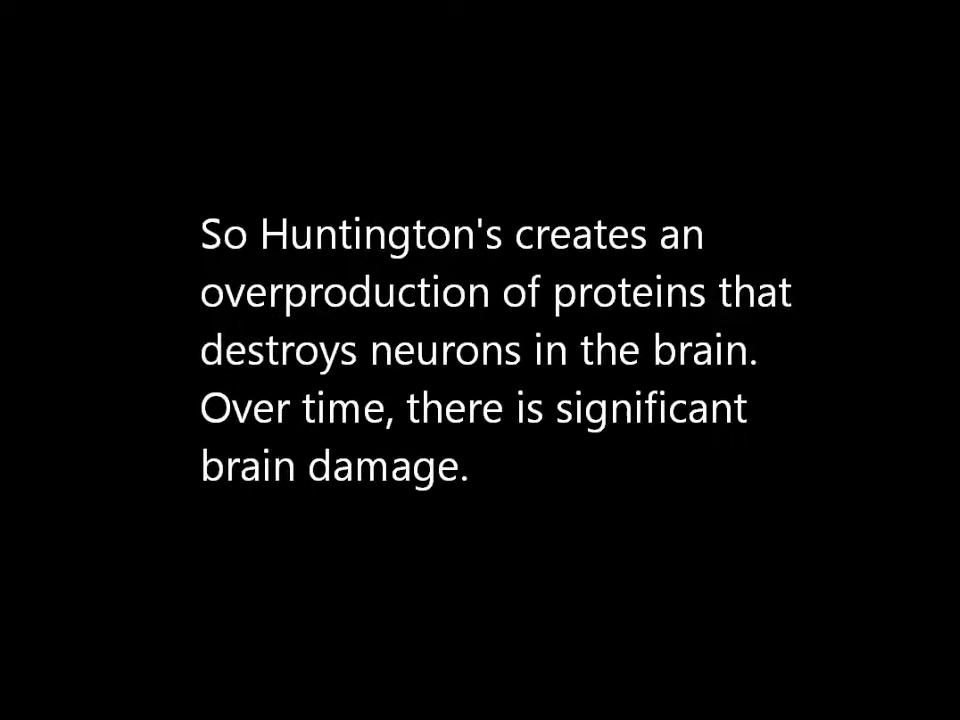 So Huntington's creates an
overproduction of proteins that
destroys neurons in the brain.
Over time, there is significant
brain damage.